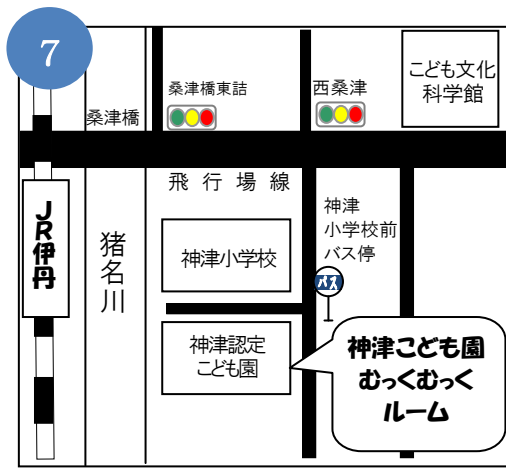 7
こども文化
科学館
桑津橋東詰
西桑津
桑津橋
飛行場線
JR伊丹
猪名川
神津小学校
神津
小学校前
バス停
バス
神津認定
こども園
神津こども園
むっくむっく
ルーム